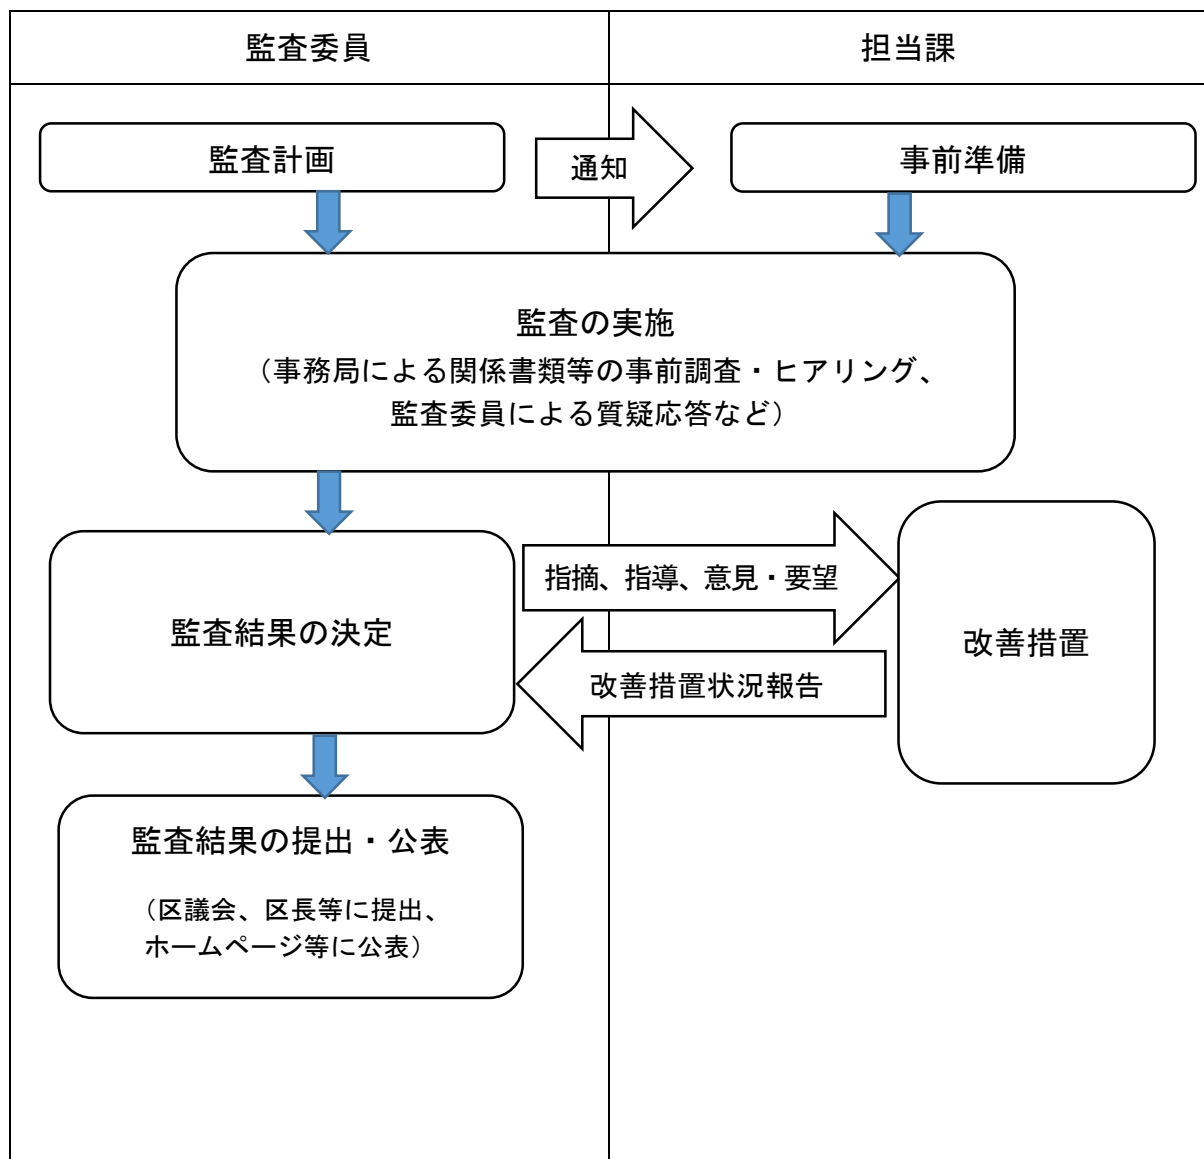 監査委員
担当課
監査計画
通知
事前準備
監査の実施
（事務局による関係書類等の事前調査・ヒアリング、
監査委員による質疑応答など）
監査結果の決定
指摘、指導、意見・要望
改善措置状況報告
改善措置
監査結果の提出・公表
（区議会、区長等に提出、
ホームページ等に公表）